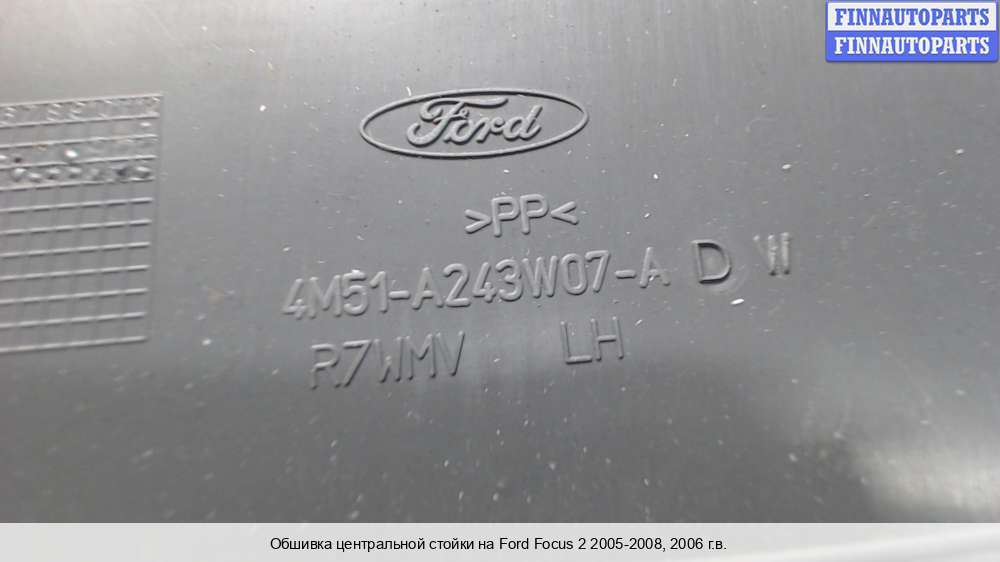 FINNAUTOPARTS
FINNAUTOPARTS
Ford
>PP<
4M51-A243W07-A D W
R7WMV LH
Обшивка центральной стойки на Ford Focus 2 2005-2008, 2006 г.в.